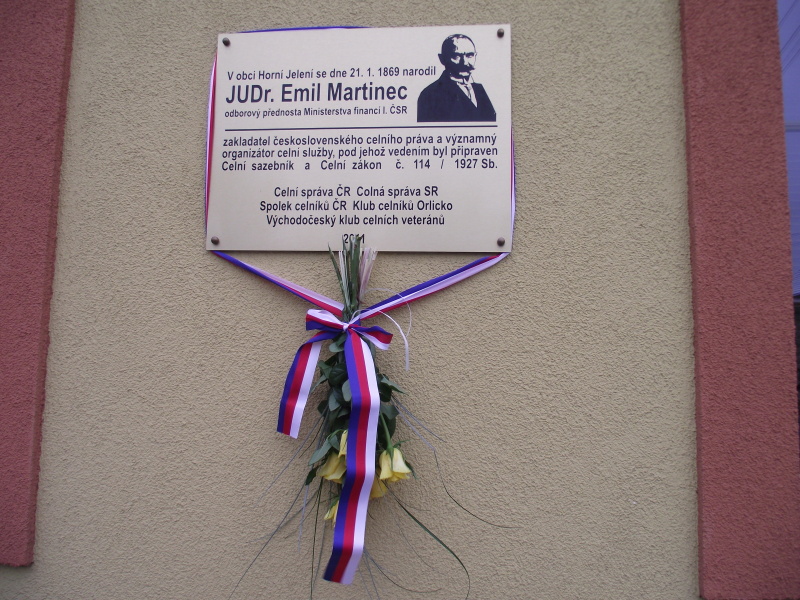 V obci Horní Jelení se dne 21. 1. 1869 narodil
JUDr. Emil Martinec
odborový přednosta Ministerstva financí I. ČSR
zakladatel československého celního práva a významný
organizátor celní služby, pod jehož vedením byl připraven
Celní sazebník a Celní zákon č. 114 / 1927 Sb.
Celní správa ČR Colná správa SR
Spolek celníků ČR Klub celníků Orlicko
Východočeský klub celních veteránů